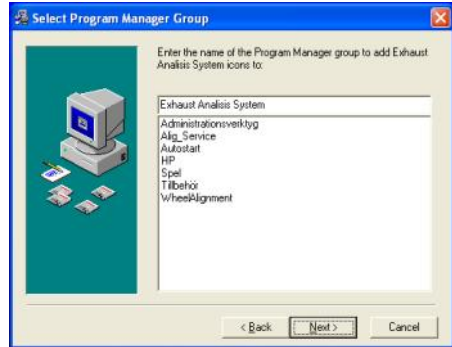 Select Program Manager Group
Enter the name of the Program Manager group to add Exhaust
Analisis System icons to:
Exhaust Analisis System
Administrationsverktyg
Alig_Service
Autostart
HP
Spel
Tillbehör
WheelAlignment
< Back
Next >
Cancel